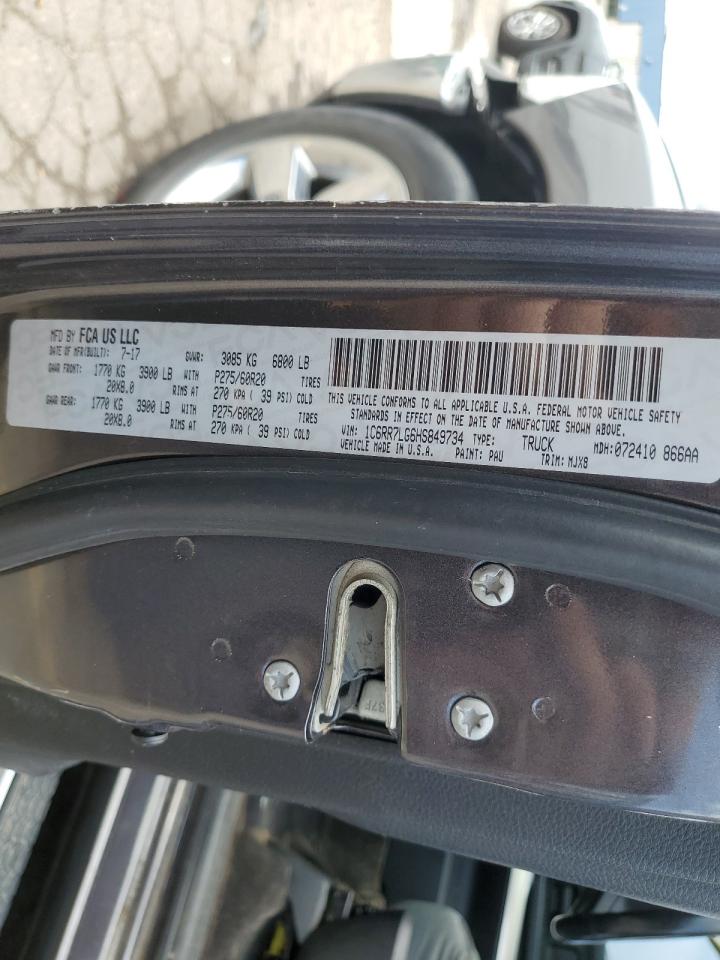 MFD BY FCA US LLC
DATE OF MFR(BUILT): 7-17 GVWR: 3085 KG 6800 LB
GAWR FRONT: 1770 KG 3900 LB WITH P275/60R20 TIRES
20X8.0 RIMS AT 270 KPA ( 39 PSI) COLD
GAWR REAR: 1770 KG 3900 LB WITH P275/60R20 TIRES
20X8.0 RIMS AT 270 KPA ( 39 PSI) COLD
THIS VEHICLE CONFORMS TO ALL APPLICABLE U.S.A. FEDERAL MOTOR VEHICLE SAFETY
STANDARDS IN EFFECT ON THE DATE OF MANUFACTURE SHOWN ABOVE.
VIN: 1C6RR7LG6HS849734 TYPE: TRUCK MDH:072410 866AA
VEHICLE MADE IN U.S.A. PAINT: PAU TRIM: MJX8